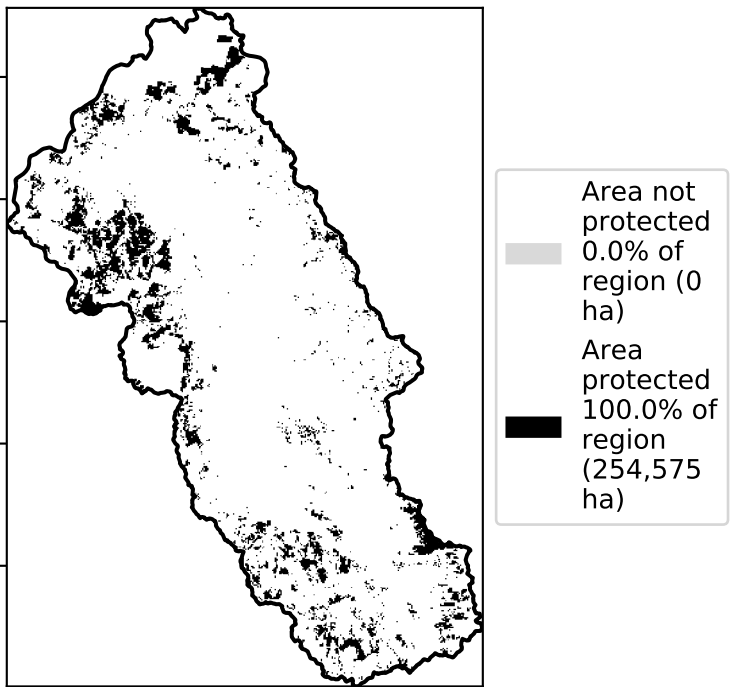 Area not
protected
0.0% of
region (0
ha)
Area
protected
100.0% of
region
(254,575
ha)